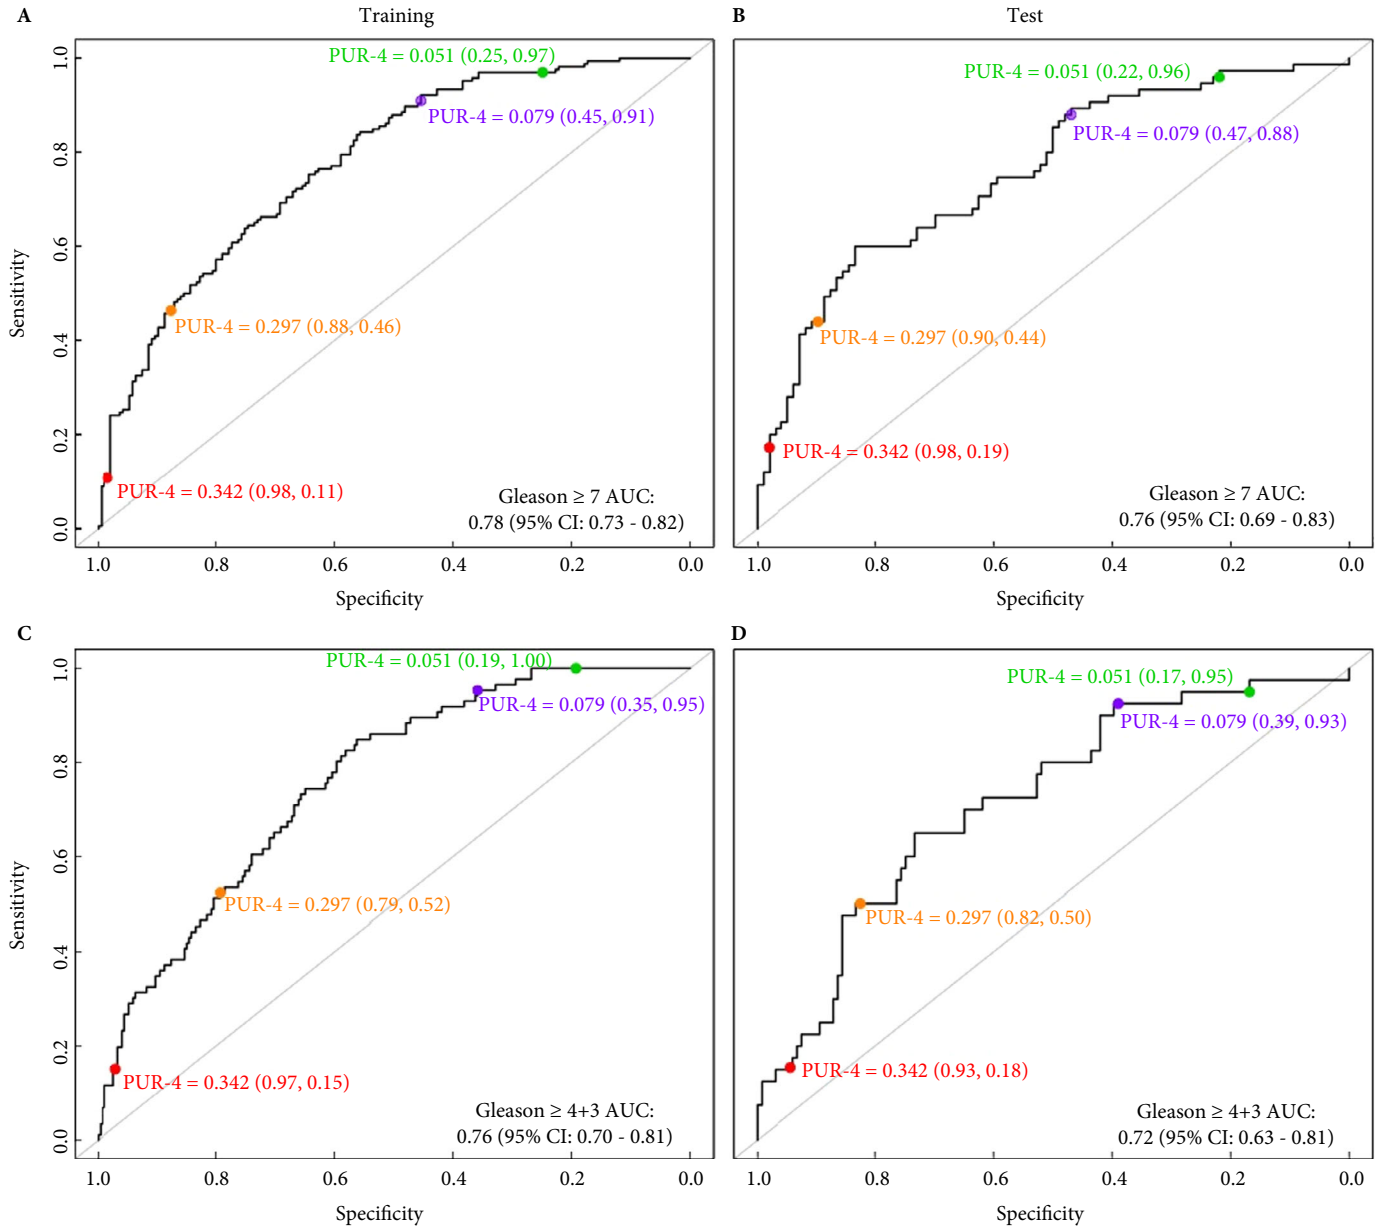 A
Training
PUR-4 = 0.051 (0.25, 0.97)
PUR-4 = 0.079 (0.45, 0.91)
PUR-4 = 0.297 (0.88, 0.46)
PUR-4 = 0.342 (0.98, 0.11)
Gleason ≥ 7 AUC:
0.78 (95% CI: 0.73 - 0.82)
Sensitivity
1.0
0.8
0.6
0.4
0.2
0.0
1.0 0.8 0.6 0.4 0.2 0.0
Specificity
B
Test
PUR-4 = 0.051 (0.22, 0.96)
PUR-4 = 0.079 (0.47, 0.88)
PUR-4 = 0.297 (0.90, 0.44)
PUR-4 = 0.342 (0.98, 0.19)
Gleason ≥ 7 AUC:
0.76 (95% CI: 0.69 - 0.83)
1.0 0.8 0.6 0.4 0.2 0.0
Specificity
C
PUR-4 = 0.051 (0.19, 1.00)
PUR-4 = 0.079 (0.35, 0.95)
PUR-4 = 0.297 (0.79, 0.52)
PUR-4 = 0.342 (0.97, 0.15)
Gleason ≥ 4+3 AUC:
0.76 (95% CI: 0.70 - 0.81)
Sensitivity
1.0
0.8
0.6
0.4
0.2
0.0
1.0 0.8 0.6 0.4 0.2 0.0
Specificity
D
PUR-4 = 0.051 (0.17, 0.95)
PUR-4 = 0.079 (0.39, 0.93)
PUR-4 = 0.297 (0.82, 0.50)
PUR-4 = 0.342 (0.93, 0.18)
Gleason ≥ 4+3 AUC:
0.72 (95% CI: 0.63 - 0.81)
1.0 0.8 0.6 0.4 0.2 0.0
Specificity